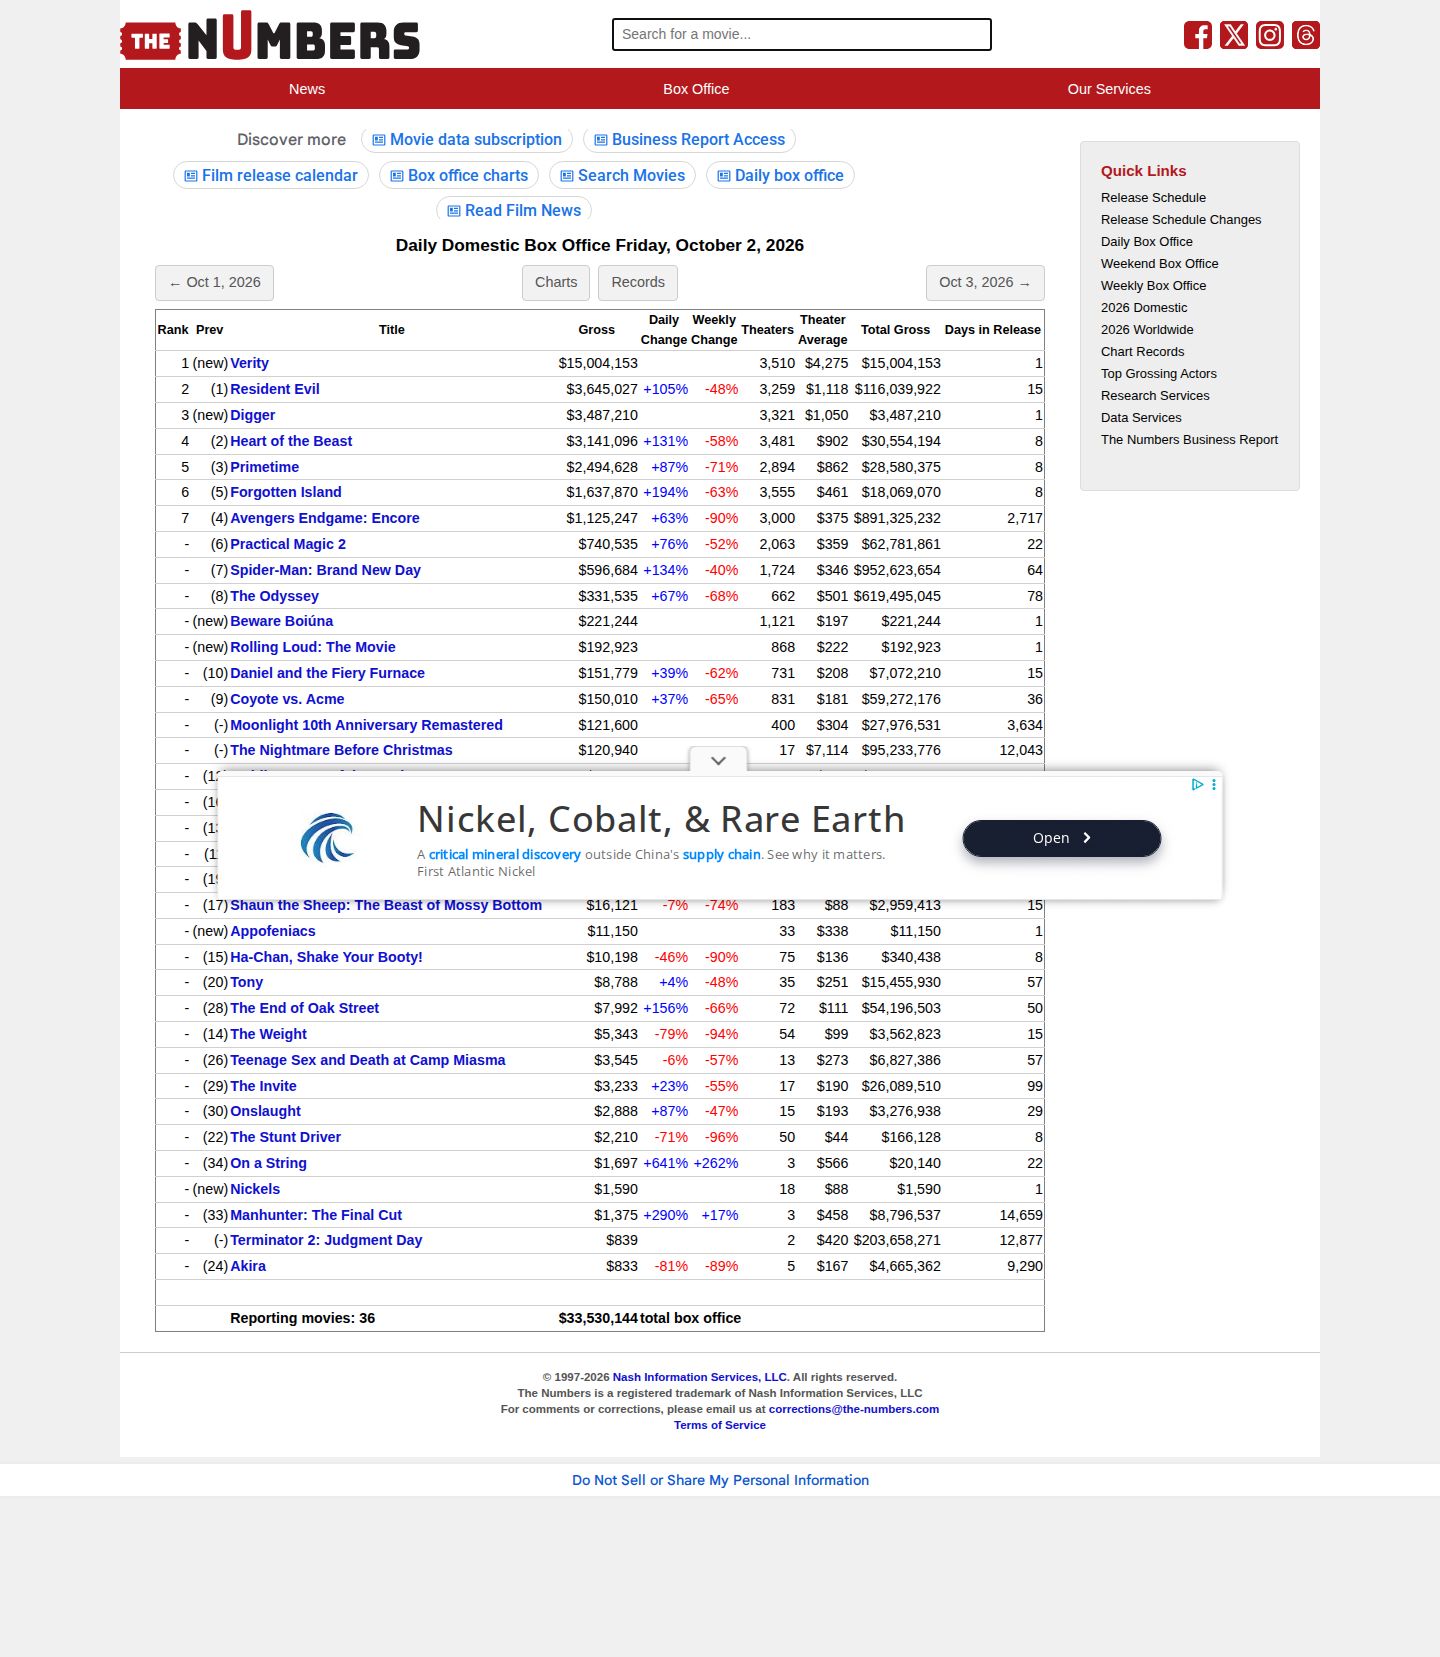 THE NUMBERS
Search for a movie...
News Box Office Our Services
Discover more Movie data subscription Business Report Access
Film release calendar Box office charts Search Movies Daily box office
Read Film News
Quick Links
Release Schedule
Release Schedule Changes
Daily Box Office
Weekend Box Office
Weekly Box Office
2026 Domestic
2026 Worldwide
Chart Records
Top Grossing Actors
Research Services
Data Services
The Numbers Business Report
Daily Domestic Box Office Friday, October 2, 2026
← Oct 1, 2026 Charts Records Oct 3, 2026 →
Rank Prev Title Gross Daily Change Weekly Change Theaters Theater Average Total Gross Days in Release
1 (new) Verity $15,004,153 3,510 $4,275 $15,004,153 1
2 (1) Resident Evil $3,645,027 +105% -48% 3,259 $1,118 $116,039,922 15
3 (new) Digger $3,487,210 3,321 $1,050 $3,487,210 1
4 (2) Heart of the Beast $3,141,096 +131% -58% 3,481 $902 $30,554,194 8
5 (3) Primetime $2,494,628 +87% -71% 2,894 $862 $28,580,375 8
6 (5) Forgotten Island $1,637,870 +194% -63% 3,555 $461 $18,069,070 8
7 (4) Avengers Endgame: Encore $1,125,247 +63% -90% 3,000 $375 $891,325,232 2,717
- (6) Practical Magic 2 $740,535 +76% -52% 2,063 $359 $62,781,861 22
- (7) Spider-Man: Brand New Day $596,684 +134% -40% 1,724 $346 $952,623,654 64
- (8) The Odyssey $331,535 +67% -68% 662 $501 $619,495,045 78
- (new) Beware Boiúna $221,244 1,121 $197 $221,244 1
- (new) Rolling Loud: The Movie $192,923 868 $222 $192,923 1
- (10) Daniel and the Fiery Furnace $151,779 +39% -62% 731 $208 $7,072,210 15
- (9) Coyote vs. Acme $150,010 +37% -65% 831 $181 $59,272,176 36
- (-) Moonlight 10th Anniversary Remastered $121,600 400 $304 $27,976,531 3,634
- (-) The Nightmare Before Christmas $120,940 17 $7,114 $95,233,776 12,043
-
-
-
-
-
Nickel, Cobalt, & Rare Earth
A critical mineral discovery outside China's supply chain. See why it matters.
First Atlantic Nickel
Open
- (17) Shaun the Sheep: The Beast of Mossy Bottom $16,121 -7% -74% 183 $88 $2,959,413 15
- (new) Appofeniacs $11,150 33 $338 $11,150 1
- (15) Ha-Chan, Shake Your Booty! $10,198 -46% -90% 75 $136 $340,438 8
- (20) Tony $8,788 +4% -48% 35 $251 $15,455,930 57
- (28) The End of Oak Street $7,992 +156% -66% 72 $111 $54,196,503 50
- (14) The Weight $5,343 -79% -94% 54 $99 $3,562,823 15
- (26) Teenage Sex and Death at Camp Miasma $3,545 -6% -57% 13 $273 $6,827,386 57
- (29) The Invite $3,233 +23% -55% 17 $190 $26,089,510 99
- (30) Onslaught $2,888 +87% -47% 15 $193 $3,276,938 29
- (22) The Stunt Driver $2,210 -71% -96% 50 $44 $166,128 8
- (34) On a String $1,697 +641% +262% 3 $566 $20,140 22
- (new) Nickels $1,590 18 $88 $1,590 1
- (33) Manhunter: The Final Cut $1,375 +290% +17% 3 $458 $8,796,537 14,659
- (-) Terminator 2: Judgment Day $839 2 $420 $203,658,271 12,877
- (24) Akira $833 -81% -89% 5 $167 $4,665,362 9,290
Reporting movies: 36 $33,530,144 total box office
© 1997-2026 Nash Information Services, LLC. All rights reserved.
The Numbers is a registered trademark of Nash Information Services, LLC
For comments or corrections, please email us at corrections@the-numbers.com
Terms of Service
Do Not Sell or Share My Personal Information